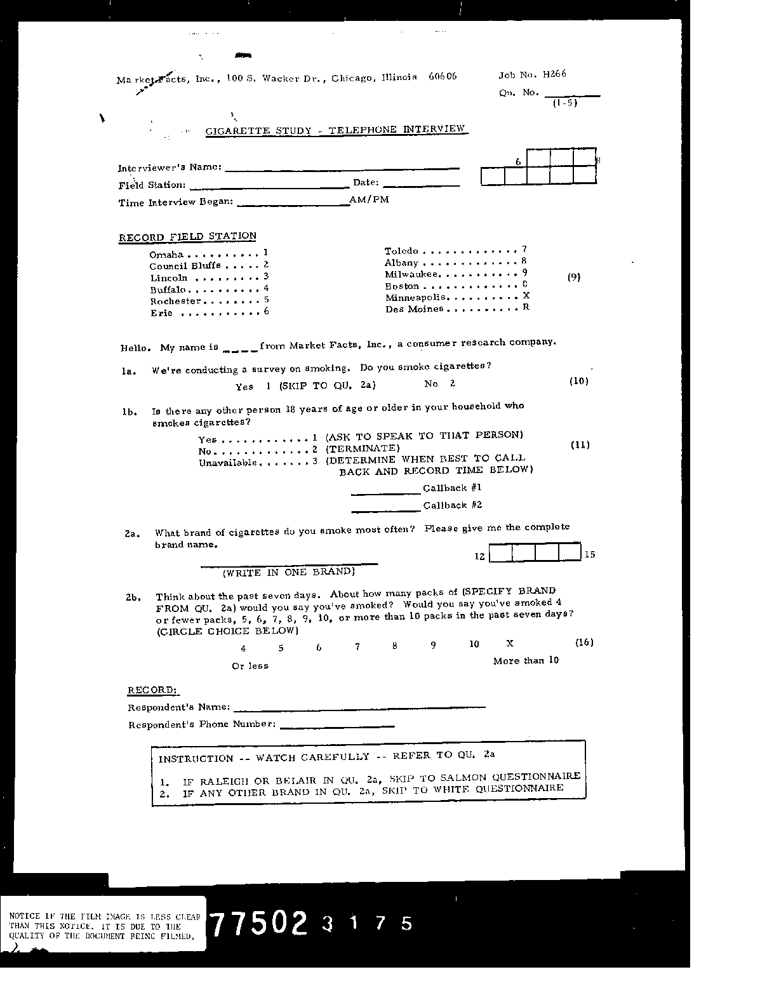 Market Facts, Inc., 100 S. Wacker Dr., Chicago, Illinois 60606
Job No. H266
Qu. No. ________
(1-5)
CIGARETTE STUDY - TELEPHONE INTERVIEW
Interviewer's Name: ________
6 8
Field Station: ________ Date: ________
Time Interview Began: ________ AM/PM
RECORD FIELD STATION
Omaha . . . . . . . . . . 1
Council Bluffs . . . . . 2
Lincoln . . . . . . . . . 3
Buffalo. . . . . . . . . . 4
Rochester. . . . . . . . 5
Erie . . . . . . . . . . . 6
Toledo . . . . . . . . . . . . . 7
Albany . . . . . . . . . . . . . 8
Milwaukee. . . . . . . . . . 9
Boston . . . . . . . . . . . . 0
Minneapolis. . . . . . . . . . X
Des Moines . . . . . . . . . . R
(9)
Hello. My name is _ _ _ _ from Market Facts, Inc., a consumer research company.
1a. We're conducting a survey on smoking. Do you smoke cigarettes?
Yes 1 (SKIP TO QU. 2a) No 2 (10)
1b. Is there any other person 18 years of age or older in your household who
smokes cigarettes?
Yes . . . . . . . . . . . . 1 (ASK TO SPEAK TO THAT PERSON)
No. . . . . . . . . . . . . 2 (TERMINATE) (11)
Unavailable. . . . . . . 3 (DETERMINE WHEN BEST TO CALL
BACK AND RECORD TIME BELOW)
________ Callback #1
________ Callback #2
2a. What brand of cigarettes do you smoke most often? Please give me the complete
brand name.
12 15
(WRITE IN ONE BRAND)
2b. Think about the past seven days. About how many packs of (SPECIFY BRAND
FROM QU. 2a) would you say you've smoked? Would you say you've smoked 4
or fewer packs, 5, 6, 7, 8, 9, 10, or more than 10 packs in the past seven days?
(CIRCLE CHOICE BELOW)
4 5 6 7 8 9 10 X (16)
Or less More than 10
RECORD:
Respondent's Name: ________
Respondent's Phone Number: ________
INSTRUCTION -- WATCH CAREFULLY -- REFER TO QU. 2a
1. IF RALEIGH OR BELAIR IN QU. 2a, SKIP TO SALMON QUESTIONNAIRE
2. IF ANY OTHER BRAND IN QU. 2a, SKIP TO WHITE QUESTIONNAIRE
NOTICE IF THE FILM IMAGE IS LESS CLEAR
THAN THIS NOTICE. IT IS DUE TO THE
QUALITY OF THE DOCUMENT BEING FILMED.
77502 3175